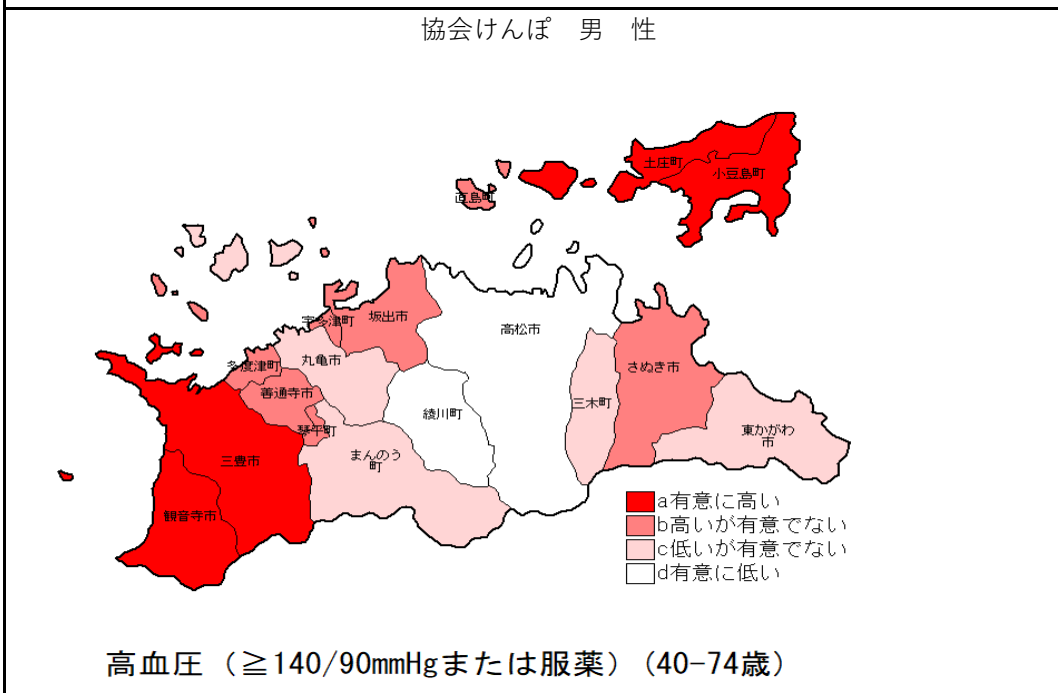 協会けんぽ　男　性
土庄町
小豆島町
直島町
宇多津町
坂出市
高松市
多度津町
丸亀市
さぬき市
善通寺市
三木町
綾川町
琴平町
東かがわ
市
まんのう
町
三豊市
観音寺市
a有意に高い
b高いが有意でない
c低いが有意でない
d有意に低い
高血圧（≧140/90mmHgまたは服薬）(40-74歳)